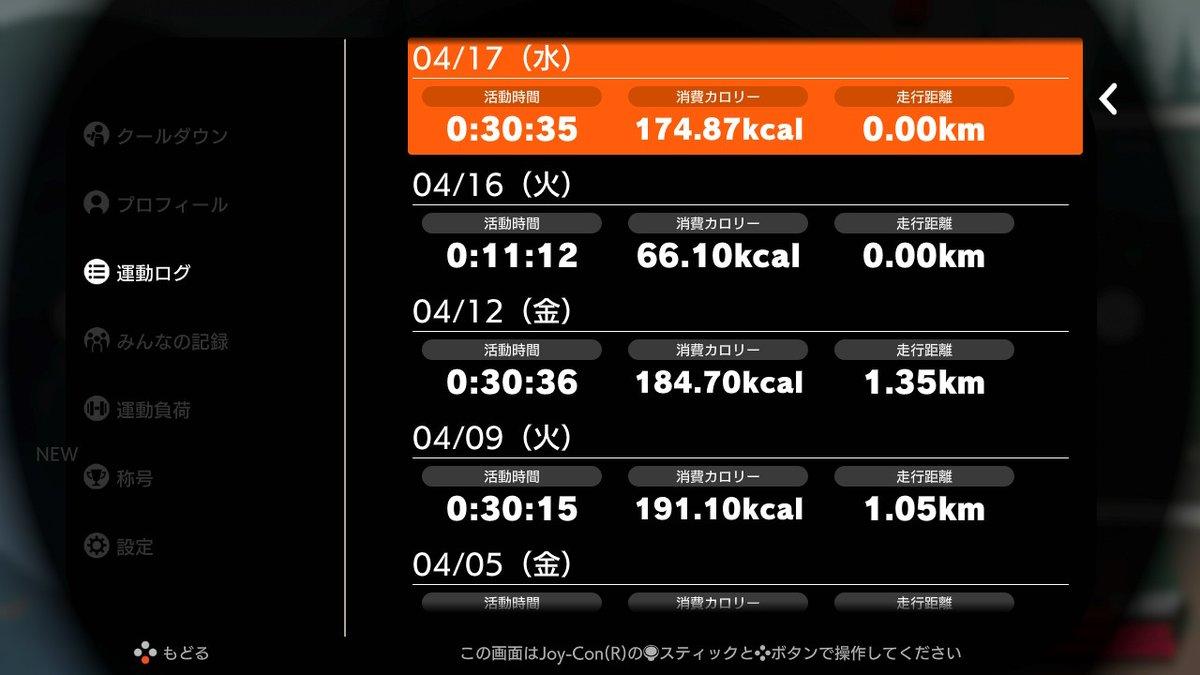 クールダウン
プロフィール
運動ログ
みんなの記録
運動負荷
NEW
称号
設定
04/17（水）
活動時間 消費カロリー 走行距離
0:30:35 174.87kcal 0.00km
04/16（火）
活動時間 消費カロリー 走行距離
0:11:12 66.10kcal 0.00km
04/12（金）
活動時間 消費カロリー 走行距離
0:30:36 184.70kcal 1.35km
04/09（火）
活動時間 消費カロリー 走行距離
0:30:15 191.10kcal 1.05km
04/05（金）
活動時間 消費カロリー 走行距離
もどる
この画面はJoy-Con(R)のスティックとボタンで操作してください